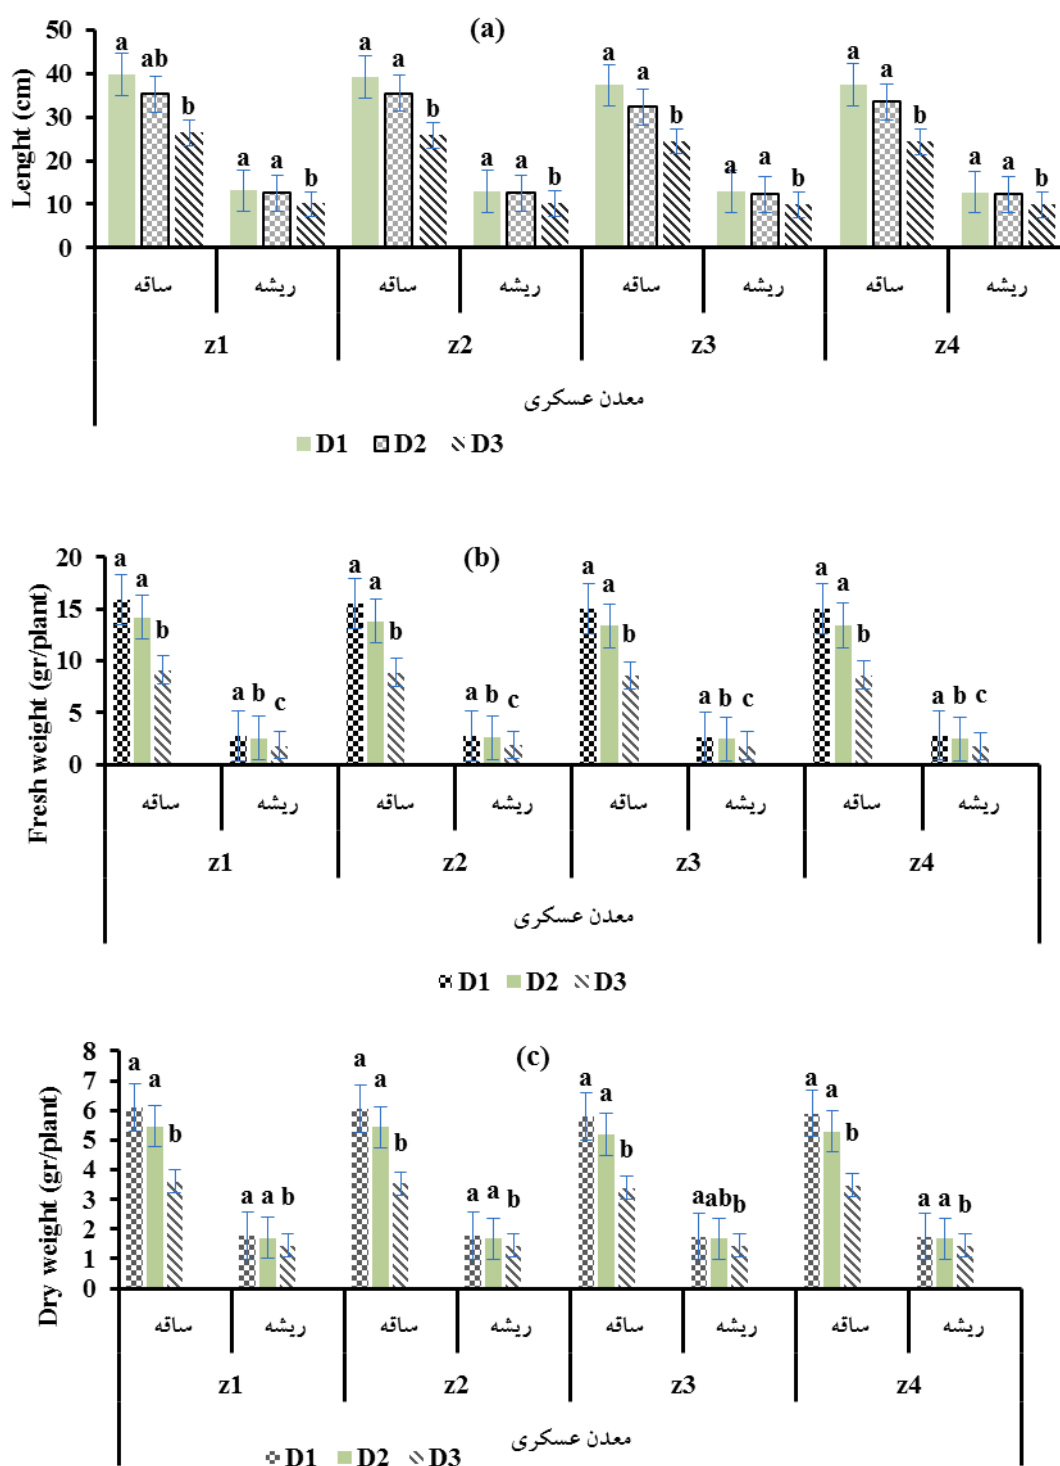 (a)
Lenght (cm)
50
40
30
20
10
0
a ab b a a b a a b a a b a a b a a b a a b a a b
ساقه ریشه ساقه ریشه ساقه ریشه ساقه ریشه
z1 z2 z3 z4
معدن عسکری
D1 D2 D3
(b)
Fresh weight (gr/plant)
20
15
10
5
0
a a b a b c a a b a b c a a b a b c a a b a b c
ساقه ریشه ساقه ریشه ساقه ریشه ساقه ریشه
z1 z2 z3 z4
معدن عسکری
D1 D2 D3
(c)
Dry weight (gr/plant)
8
7
6
5
4
3
2
1
0
a a b a a b a a b a a b a a b a ab b a a b a a b
ساقه ریشه ساقه ریشه ساقه ریشه ساقه ریشه
z1 z2 z3 z4
معدن عسکری
D1 D2 D3